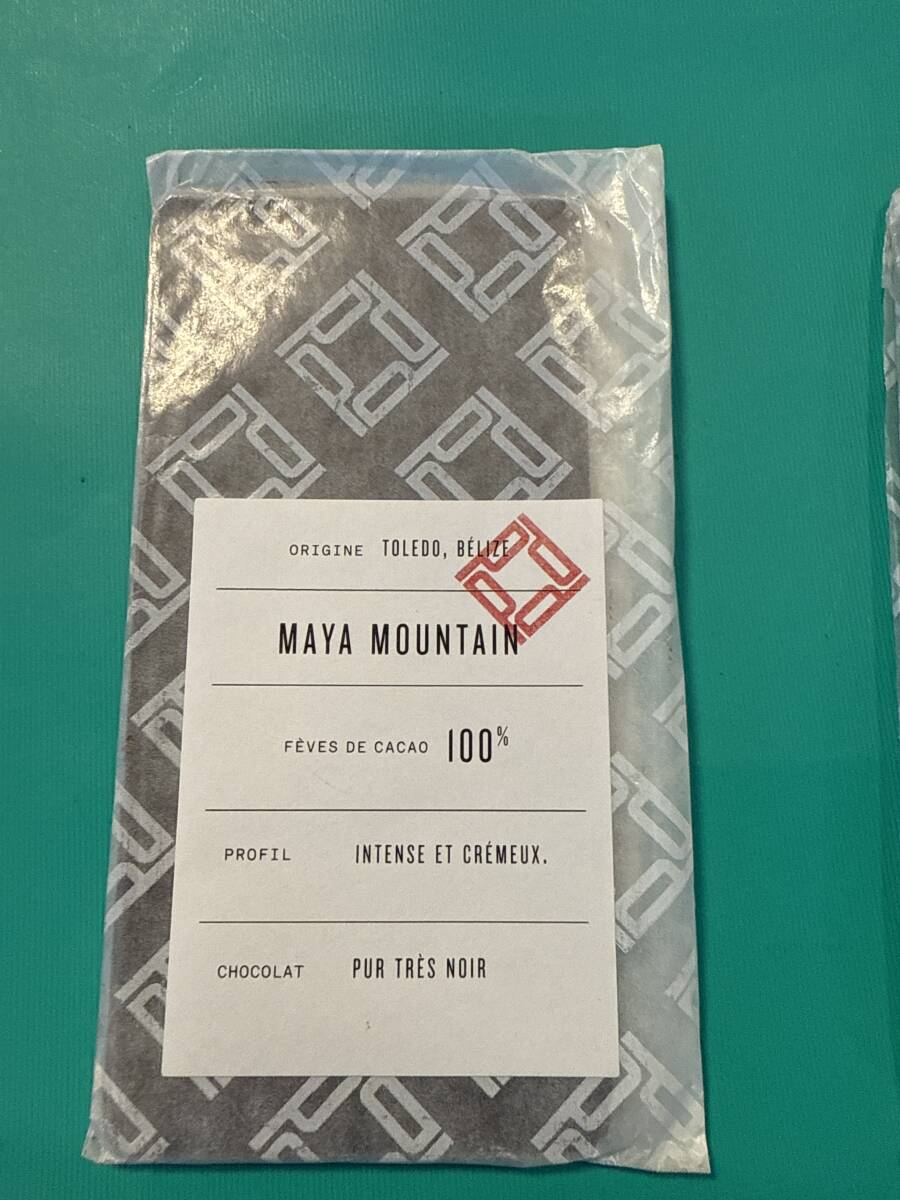 ORIGINE TOLEDO, BÉLIZE
MAYA MOUNTAIN
FÈVES DE CACAO 100%
PROFIL INTENSE ET CRÉMEUX.
CHOCOLAT PUR TRÈS NOIR